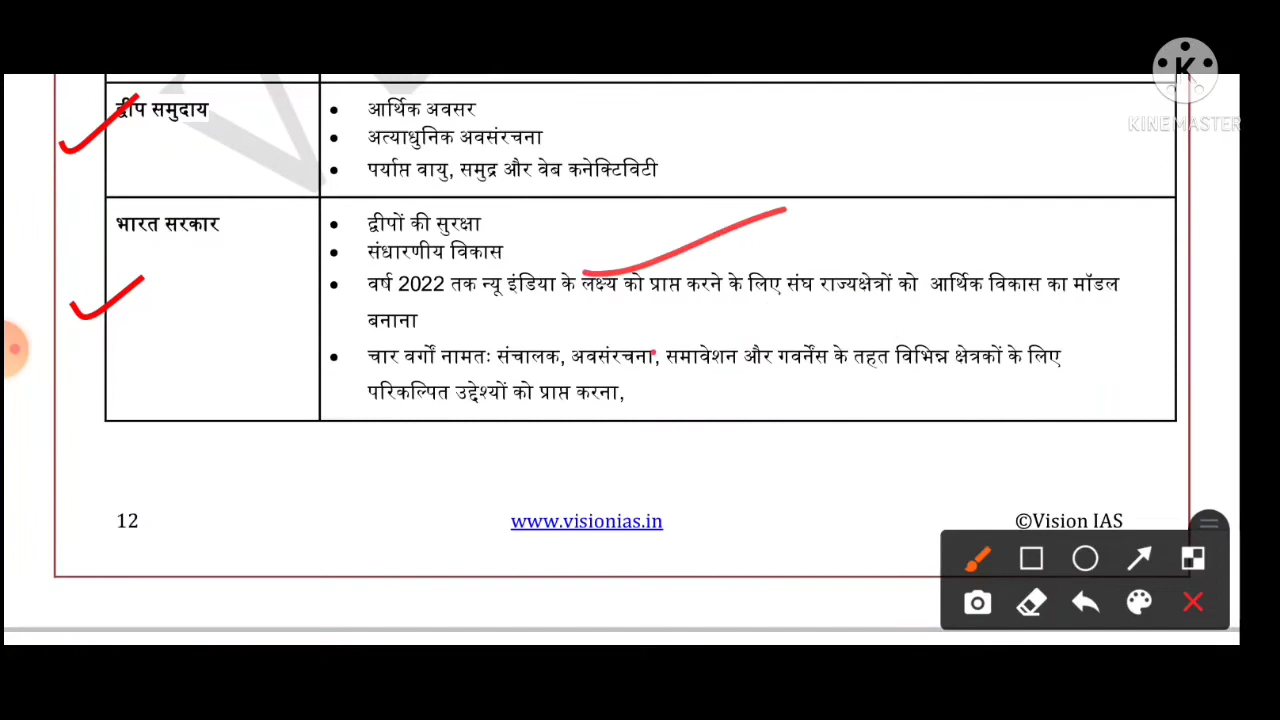 K
KINEMASTER
द्वीप समुदाय
• आर्थिक अवसर
• अत्याधुनिक अवसंरचना
• पर्याप्त वायु, समुद्र और वेब कनेक्टिविटी
भारत सरकार
• द्वीपों की सुरक्षा
• संधारणीय विकास
• वर्ष 2022 तक न्यू इंडिया के लक्ष्य को प्राप्त करने के लिए संघ राज्यक्षेत्रों को आर्थिक विकास का मॉडल
बनाना
• चार वर्गों नामतः संचालक, अवसंरचना, समावेशन और गवर्नेंस के तहत विभिन्न क्षेत्रकों के लिए
परिकल्पित उद्देश्यों को प्राप्त करना,
12 www.visionias.in ©Vision IAS